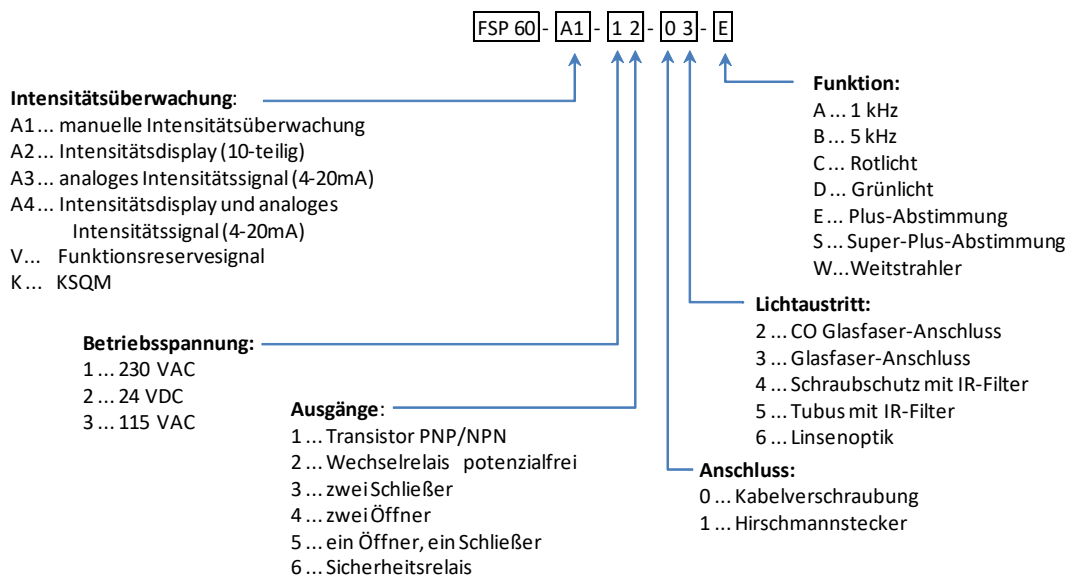 FSP 60 - A1 - 1 2 - 0 3 - E
Intensitätsüberwachung:
A1... manuelle Intensitätsüberwachung
A2... Intensitätsdisplay (10-teilig)
A3... analoges Intensitätssignal (4-20mA)
A4... Intensitätsdisplay und analoges
Intensitätssignal (4-20mA)
V... Funktionsreservesignal
K... KSQM
Funktion:
A ... 1 kHz
B ... 5 kHz
C ... Rotlicht
D ... Grünlicht
E ... Plus-Abstimmung
S ... Super-Plus-Abstimmung
W...Weitstrahler
Lichtaustritt:
2 ... CO Glasfaser-Anschluss
3 ... Glasfaser-Anschluss
4 ... Schraubschutz mit IR-Filter
5 ... Tubus mit IR-Filter
6 ... Linsenoptik
Betriebsspannung:
1 ... 230 VAC
2 ... 24 VDC
3 ... 115 VAC
Ausgänge:
1 ... Transistor PNP/NPN
2 ... Wechselrelais potenzialfrei
3 ... zwei Schließer
4 ... zwei Öffner
5 ... ein Öffner, ein Schließer
6 ... Sicherheitsrelais
Anschluss:
0 ... Kabelverschraubung
1 ... Hirschmannstecker